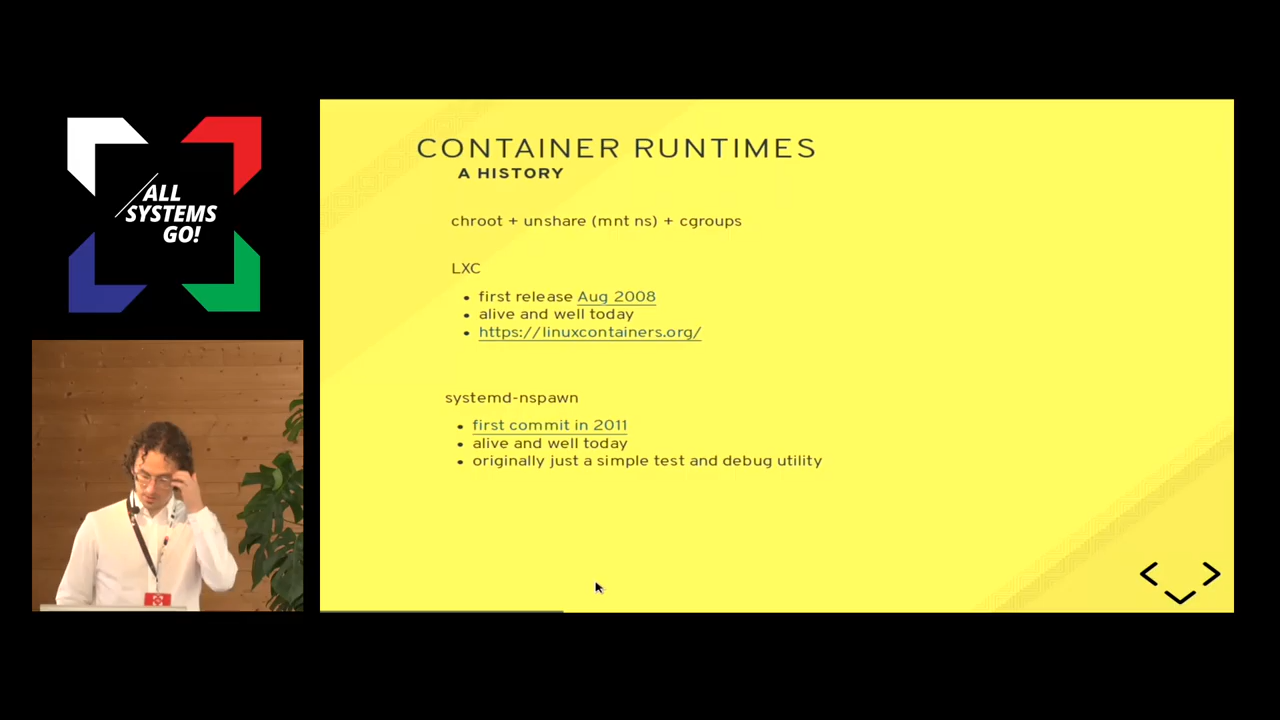 ALL
SYSTEMS
GO!
CONTAINER RUNTIMES
A HISTORY
chroot + unshare (mnt ns) + cgroups
LXC
• first release Aug 2008
• alive and well today
• https://linuxcontainers.org/
systemd-nspawn
• first commit in 2011
• alive and well today
• originally just a simple test and debug utility